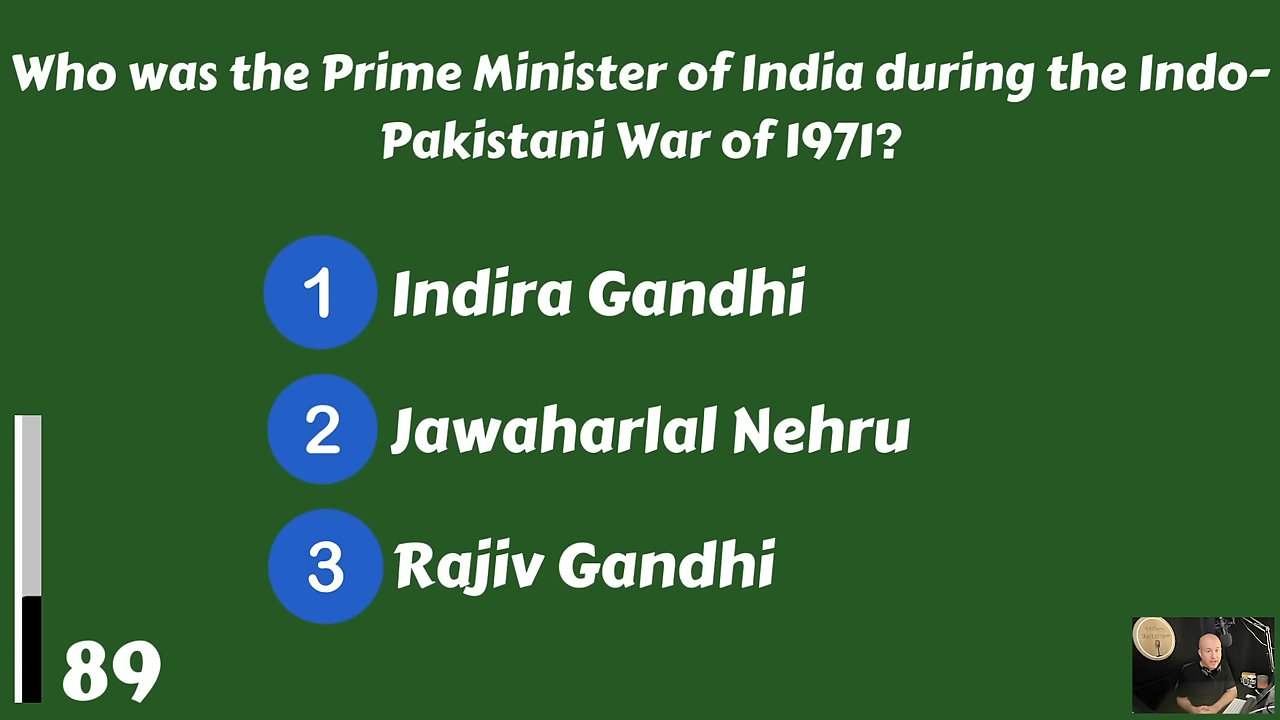 Who was the Prime Minister of India during the Indo-
Pakistani War of 1971?
1 Indira Gandhi
2 Jawaharlal Nehru
3 Rajiv Gandhi
89